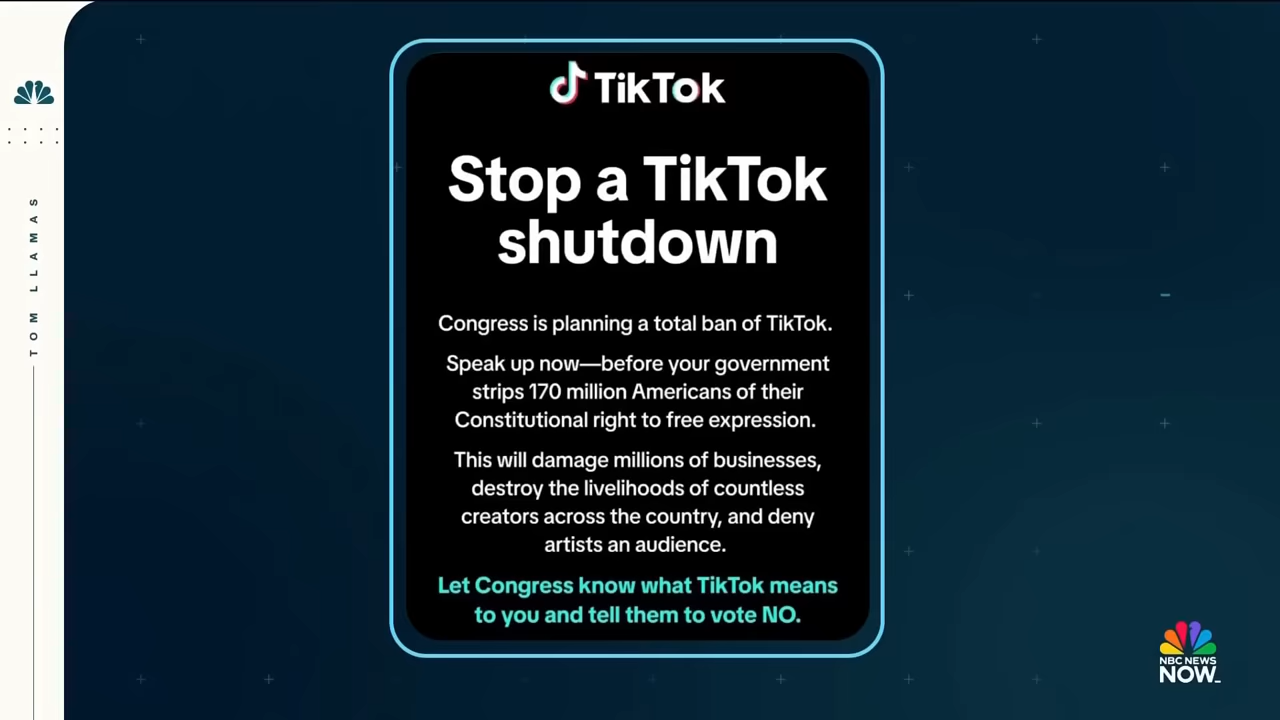 TOM LLAMAS
TikTok
Stop a TikTok
shutdown
Congress is planning a total ban of TikTok.
Speak up now—before your government
strips 170 million Americans of their
Constitutional right to free expression.
This will damage millions of businesses,
destroy the livelihoods of countless
creators across the country, and deny
artists an audience.
Let Congress know what TikTok means
to you and tell them to vote NO.
NBC NEWS
NOW_